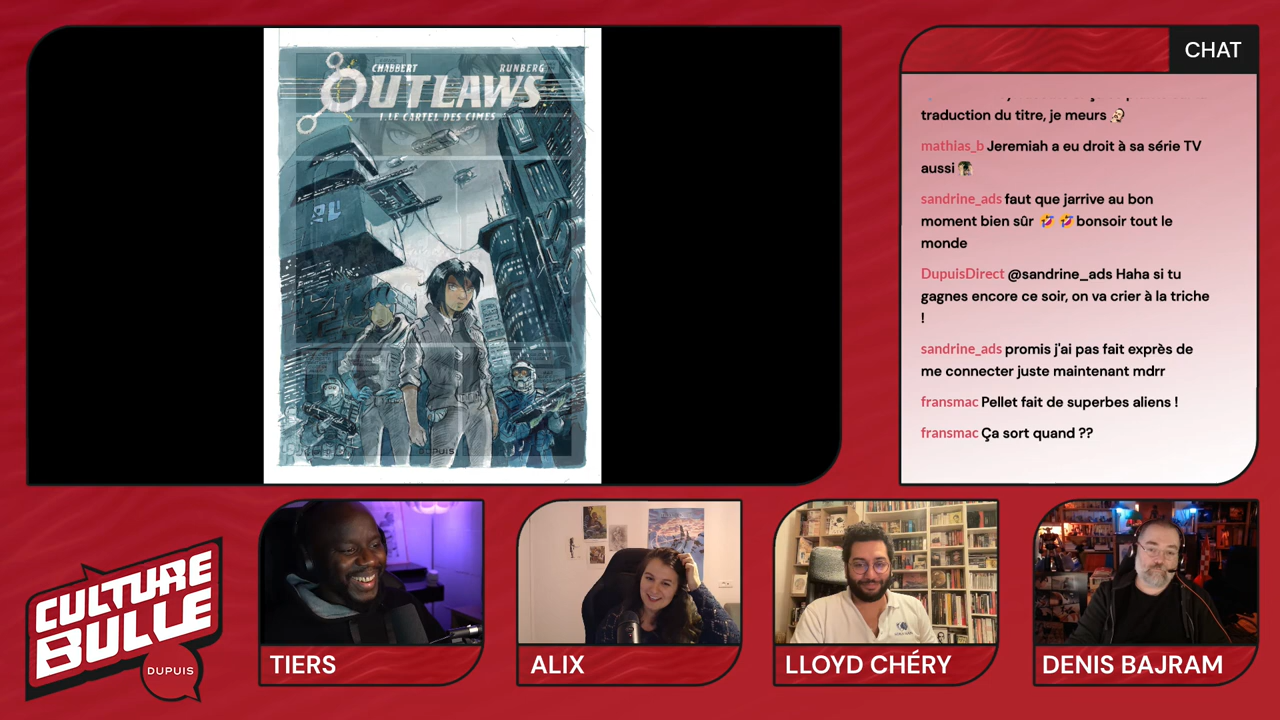 CHABBERT RUNBERG
OUTLAWS
1. LE CARTEL DES CIMES
DUPUIS
CHAT
traduction du titre, je meurs
mathias_b Jeremiah a eu droit à sa série TV
aussi
sandrine_ads faut que jarrive au bon
moment bien sûr 🤣🤣bonsoir tout le
monde
DupuisDirect @sandrine_ads Haha si tu
gagnes encore ce soir, on va crier à la triche
!
sandrine_ads promis j'ai pas fait exprès de
me connecter juste maintenant mdrr
fransmac Pellet fait de superbes aliens !
fransmac Ça sort quand ??
CULTURE
BULLE
DUPUIS
TIERS
ALIX
LLOYD CHÉRY
DENIS BAJRAM